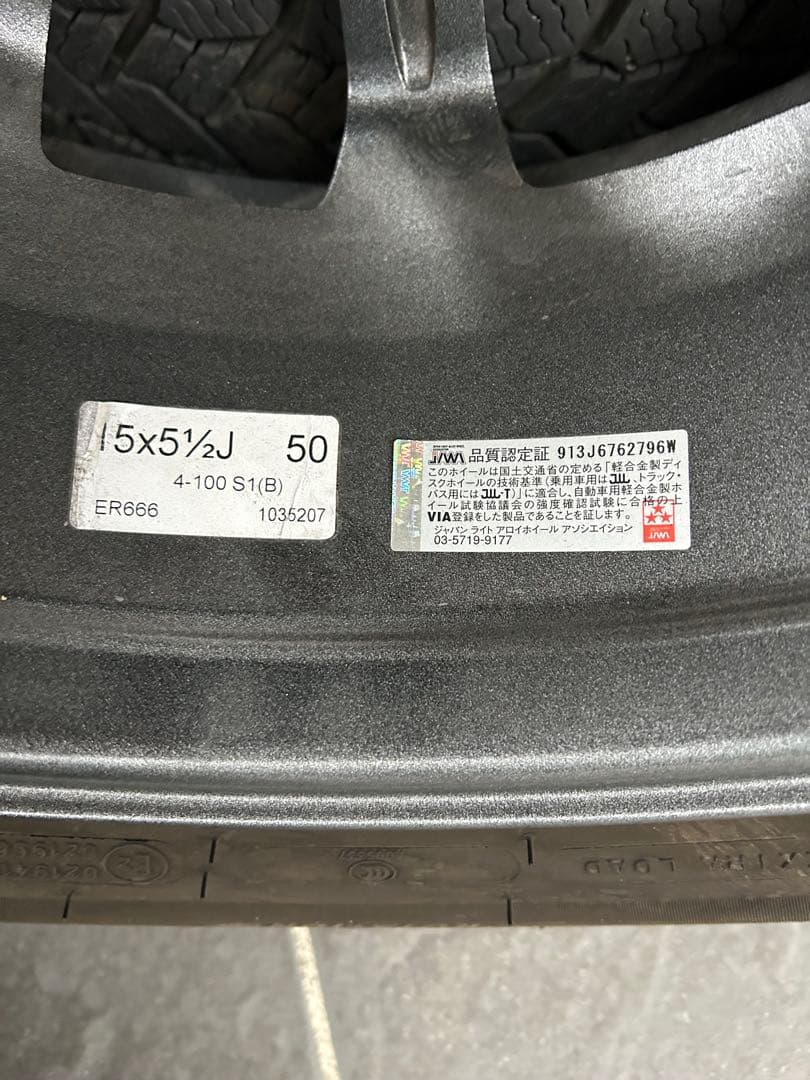 15x5½J 50
4-100 S1(B)
ER666 1035207
JAWA 品質認定証 913J6762796W
このホイールは国土交通省の定める「軽合金製ディ
スクホイールの技術基準(乗用車用はJWL、トラック・
バス用にはJWL-T)」に適合し、自動車用軽合金製ホ
イール試験協議会の強度確認試験に合格の上
VIA登録をした製品であることを証します。
ジャパン ライト アロイホイール アソシエイション
03-5719-9177
EXTRA LOAD